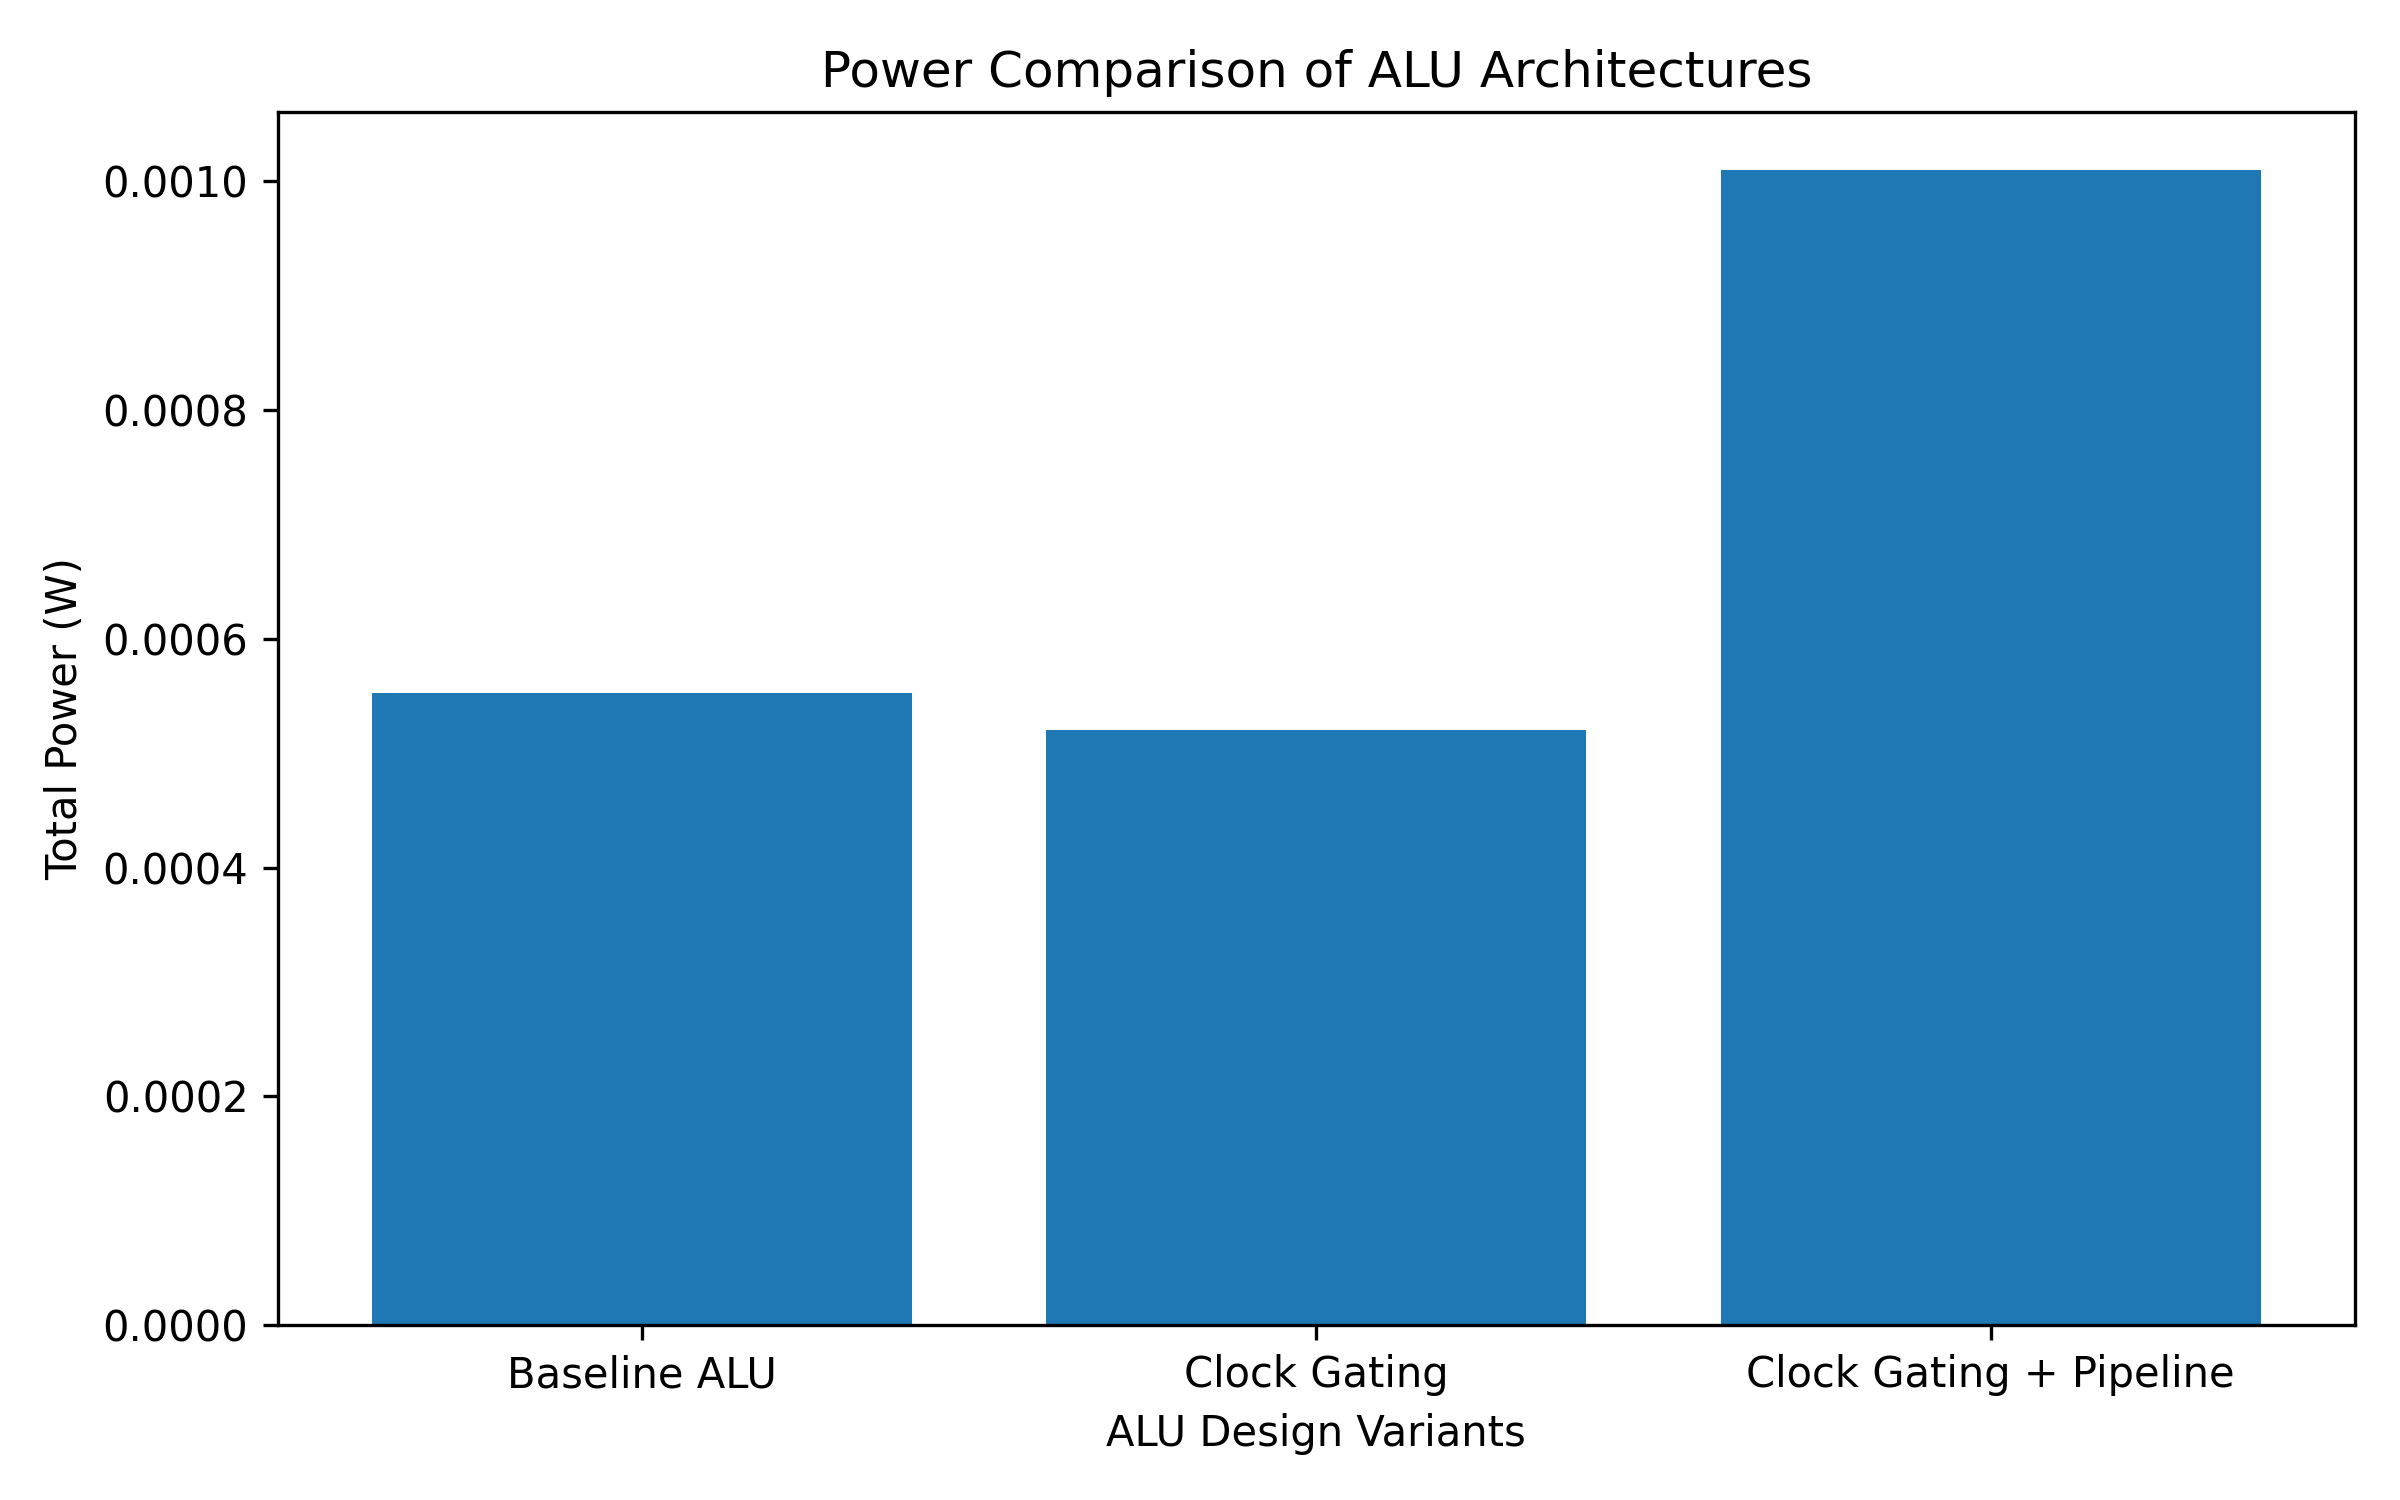 Power Comparison of ALU Architectures
Total Power (W)
0.0010
0.0008
0.0006
0.0004
0.0002
0.0000
Baseline ALU
Clock Gating
Clock Gating + Pipeline
ALU Design Variants